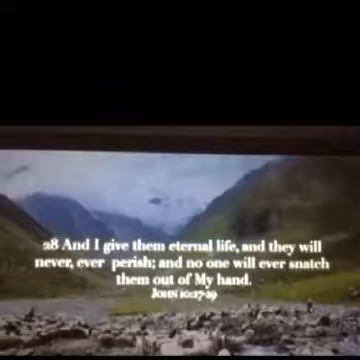 28 And I give them eternal life, and they will
never, ever perish; and no one will ever snatch
them out of My hand.
John 10:27-29